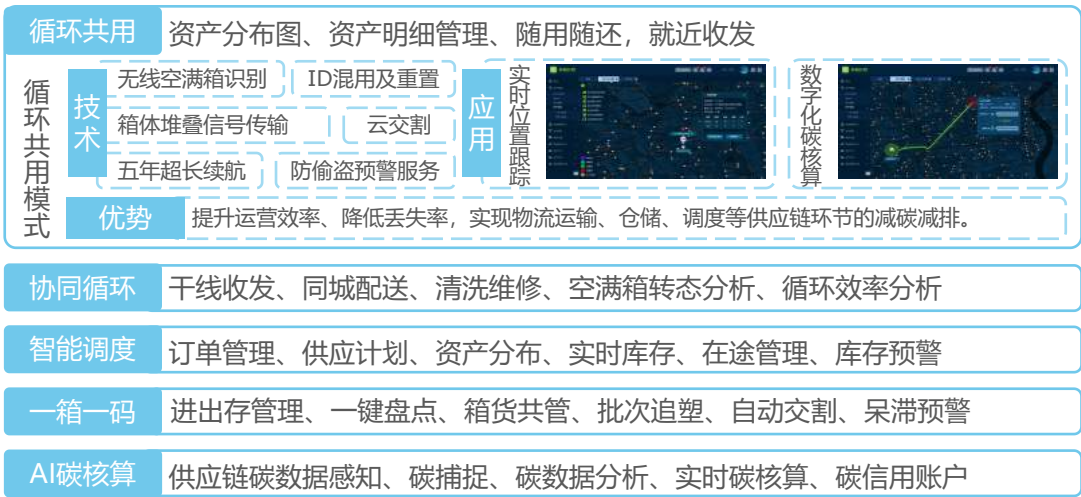 循环共用
资产分布图、资产明细管理、随用随还，就近收发
循环共用模式
技术
无线空满箱识别
ID混用及重置
箱体堆叠信号传输
云交割
五年超长续航
防偷盗预警服务
应用
实时位置跟踪
数字化碳核算
优势
提升运营效率、降低丢失率，实现物流运输、仓储、调度等供应链环节的减碳减排。
协同循环
干线收发、同城配送、清洗维修、空满箱转态分析、循环效率分析
智能调度
订单管理、供应计划、资产分布、实时库存、在途管理、库存预警
一箱一码
进出存管理、一键盘点、箱货共管、批次追塑、自动交割、呆滞预警
AI碳核算
供应链碳数据感知、碳捕捉、碳数据分析、实时碳核算、碳信用账户